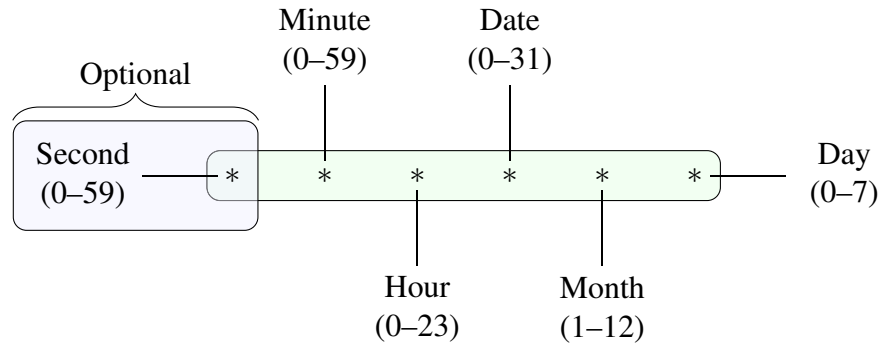 Minute
(0–59)
Date
(0–31)
Optional
Second
(0–59)
* * * * * *
Day
(0–7)
Hour
(0–23)
Month
(1–12)